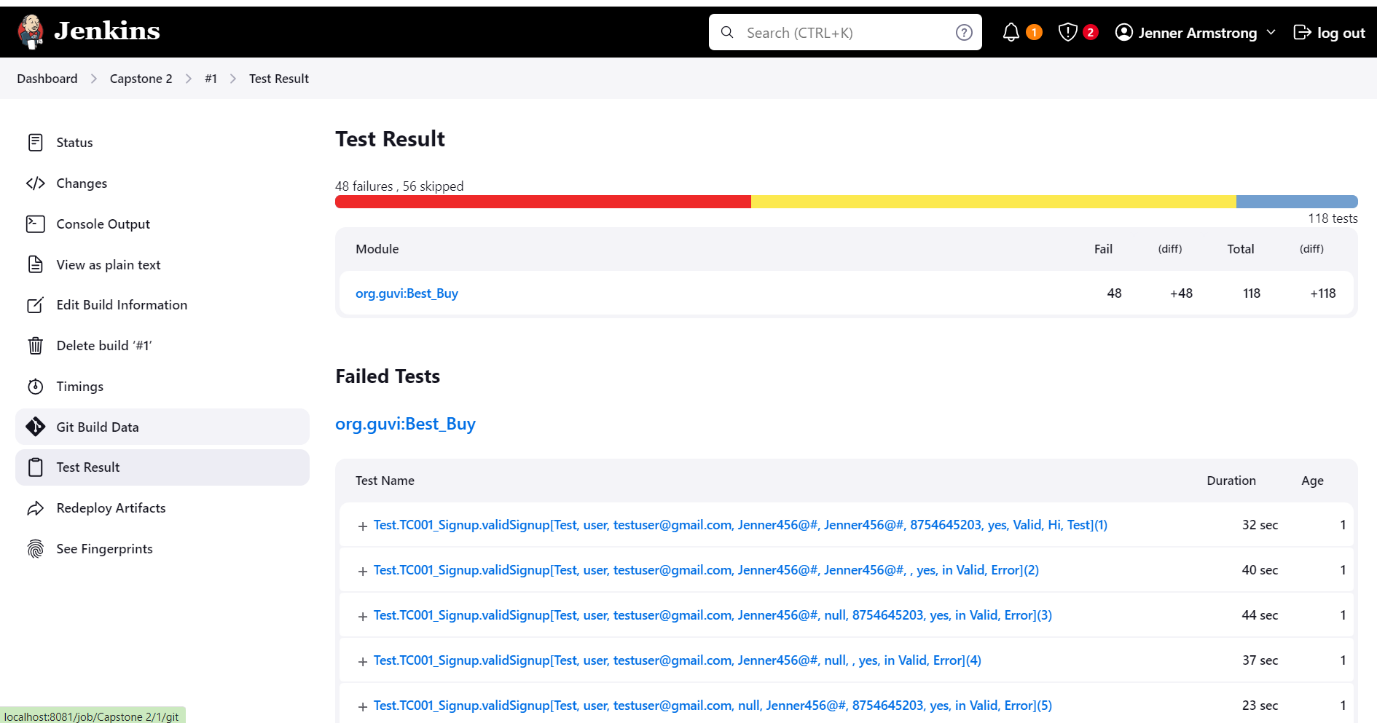 Jenkins
Search (CTRL+K) ? 1 2 Jenner Armstrong log out
Dashboard Capstone 2 #1 Test Result
Status
Changes
Console Output
View as plain text
Edit Build Information
Delete build ‘#1’
Timings
Git Build Data
Test Result
Redeploy Artifacts
See Fingerprints
Test Result
48 failures , 56 skipped
118 tests
Module Fail (diff) Total (diff)
org.guvi:Best_Buy 48 +48 118 +118
Failed Tests
org.guvi:Best_Buy
Test Name Duration Age
Test.TC001_Signup.validSignup[Test, user, testuser@gmail.com, Jenner456@#, Jenner456@#, 8754645203, yes, Valid, Hi, Test](1) 32 sec 1
Test.TC001_Signup.validSignup[Test, user, testuser@gmail.com, Jenner456@#, Jenner456@#, , yes, in Valid, Error](2) 40 sec 1
Test.TC001_Signup.validSignup[Test, user, testuser@gmail.com, Jenner456@#, null, 8754645203, yes, in Valid, Error](3) 44 sec 1
Test.TC001_Signup.validSignup[Test, user, testuser@gmail.com, Jenner456@#, null, , yes, in Valid, Error](4) 37 sec 1
Test.TC001_Signup.validSignup[Test, user, testuser@gmail.com, null, Jenner456@#, 8754645203, yes, in Valid, Error](5) 23 sec 1
localhost:8081/job/Capstone 2/1/git